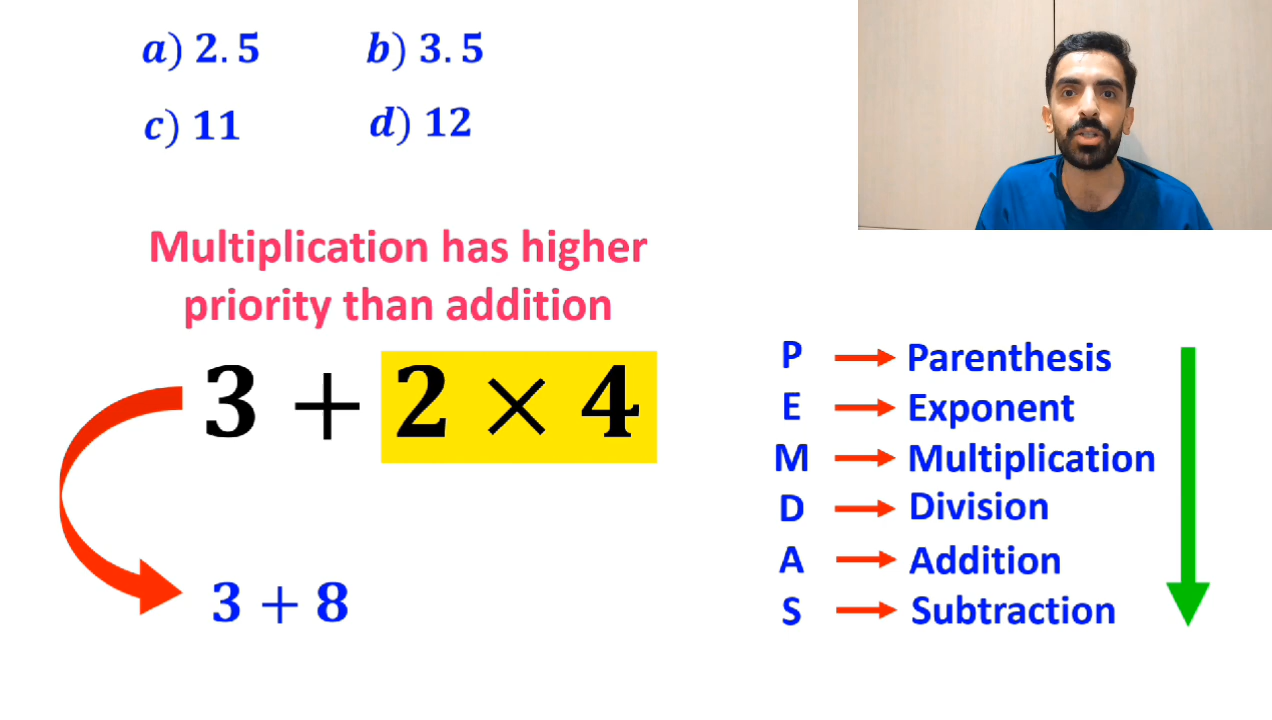 a) 2.5 b) 3.5
c) 11 d) 12
Multiplication has higher
priority than addition
3 + 2 × 4
3 + 8
P → Parenthesis
E → Exponent
M → Multiplication
D → Division
A → Addition
S → Subtraction